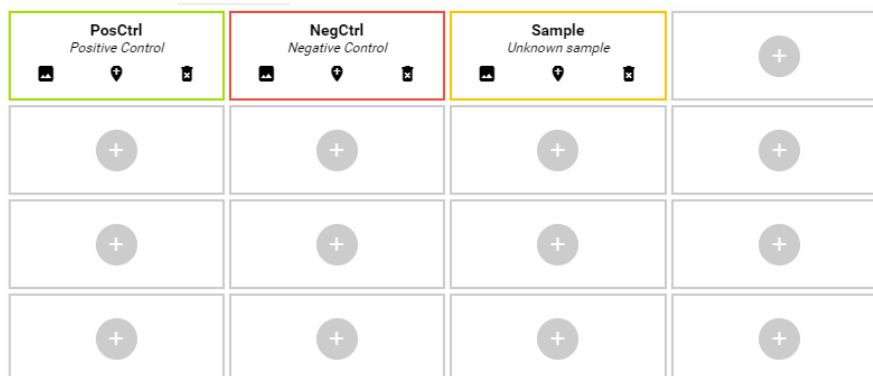 PosCtrl
Positive Control
NegCtrl
Negative Control
Sample
Unknown sample